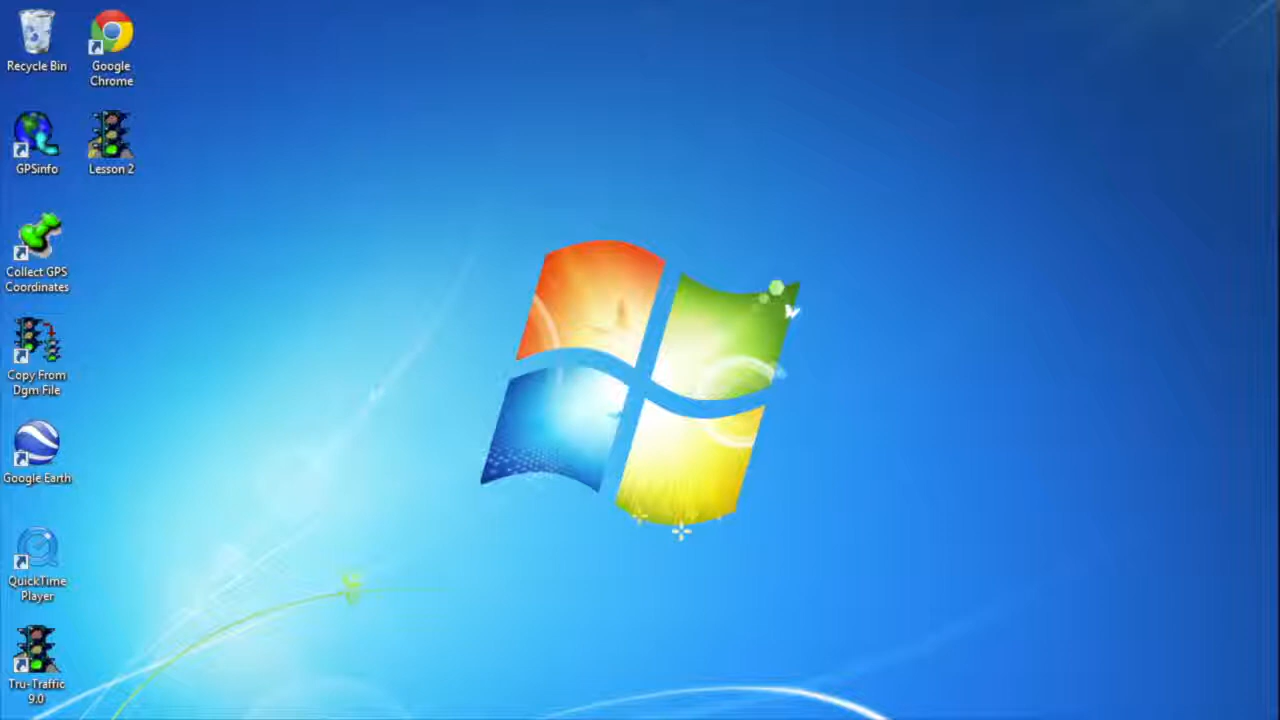 Recycle Bin
Google
Chrome
GPSinfo
Lesson 2
Collect GPS
Coordinates
Copy From
Dgm File
Google Earth
QuickTime
Player
Tru-Traffic
9.0